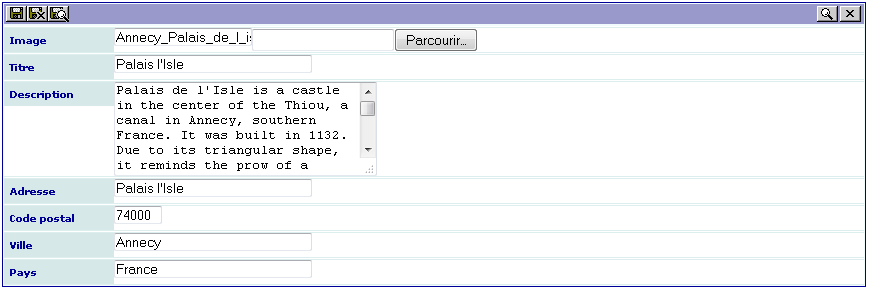 Image Annecy_Palais_de_l_is Parcourir...
Titre Palais l'Isle
Description Palais de l'Isle is a castle
in the center of the Thiou, a
canal in Annecy, southern
France. It was built in 1132.
Due to its triangular shape,
it reminds the prow of a
Adresse Palais l'Isle
Code postal 74000
Ville Annecy
Pays France